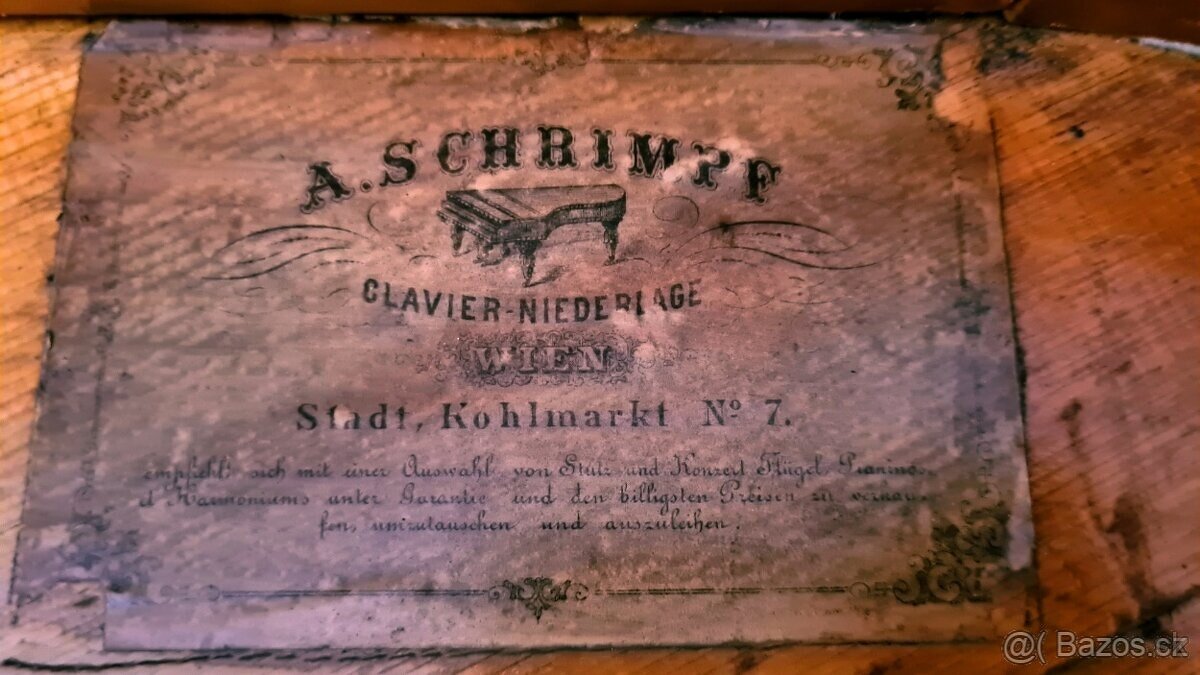 A. SCHRIMPF
CLAVIER-NIEDERLAGE
WIEN
Stadt, Kohlmarkt Nº 7.
empfiehlt sich mit einer Auswahl von Stutz und Konzert Flügel, Pianinos
et Harmoniums unter Garantie und den billigsten Preisen zu verkau-
fen, umzutauschen und auszuleihen.
@( Bazos.cz